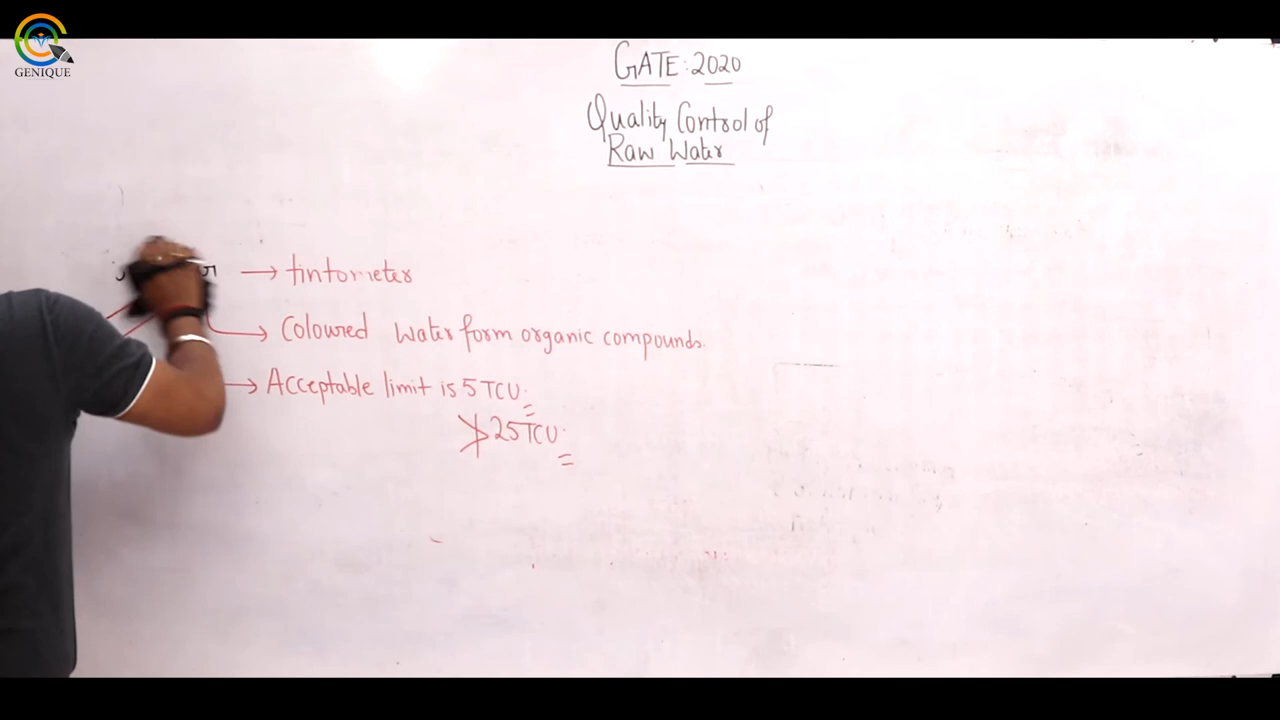 GENIQUE
GATE: 2020
Quality Control of
Raw Water
→ tintometer
→ Coloured Water form organic compounds.
→ Acceptable limit is 5 TCU.
≯ 25 TCU.